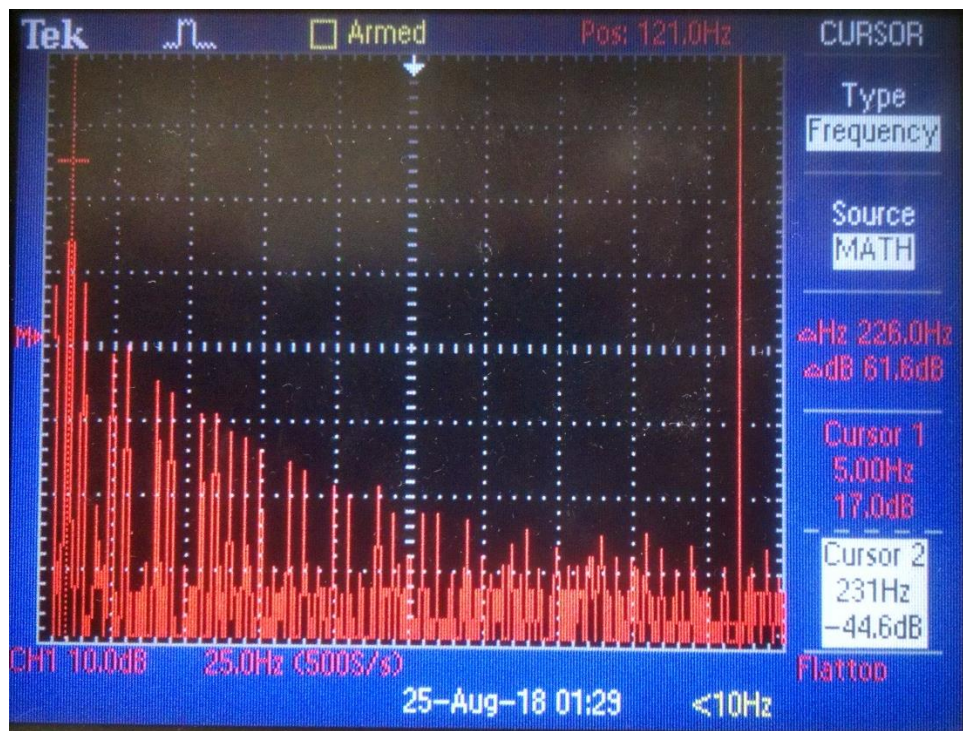 Tek Armed Pos: 121.0Hz CURSOR
Type
Frequency
Source
MATH
M
△Hz 226.0Hz
△dB 61.6dB
Cursor 1
5.00Hz
17.0dB
Cursor 2
231Hz
-44.6dB
CH1 10.0dB 25.0Hz (500S/s) Flattop
25-Aug-18 01:29 <10Hz